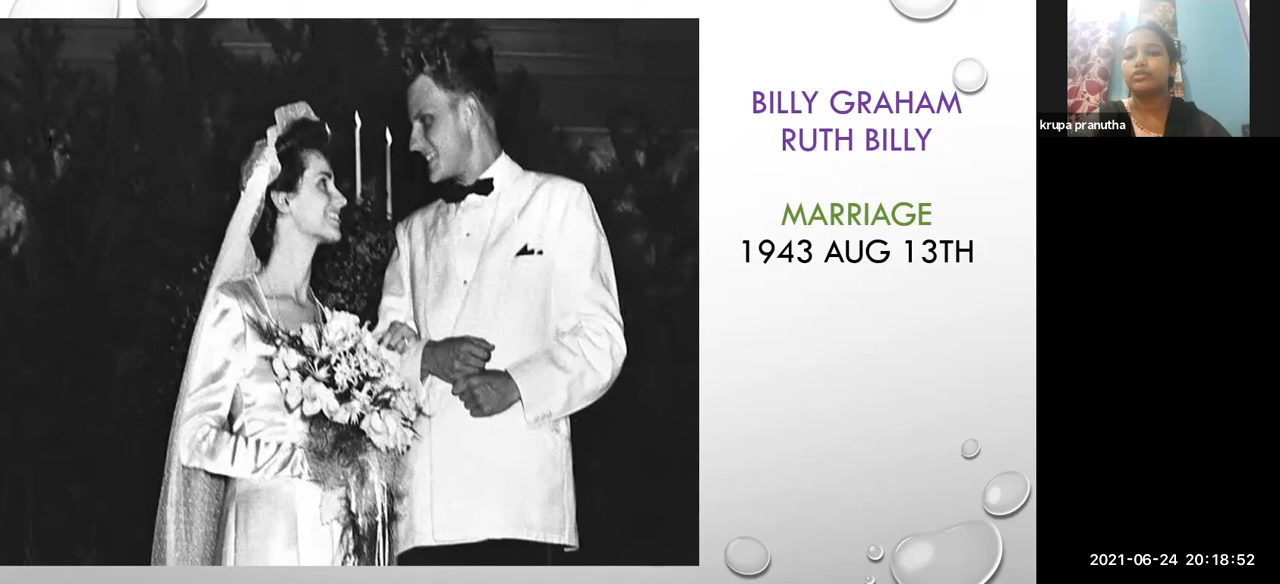 BILLY GRAHAM
RUTH BILLY
MARRIAGE
1943 AUG 13TH
krupa pranutha
2021-06-24 20:18:52